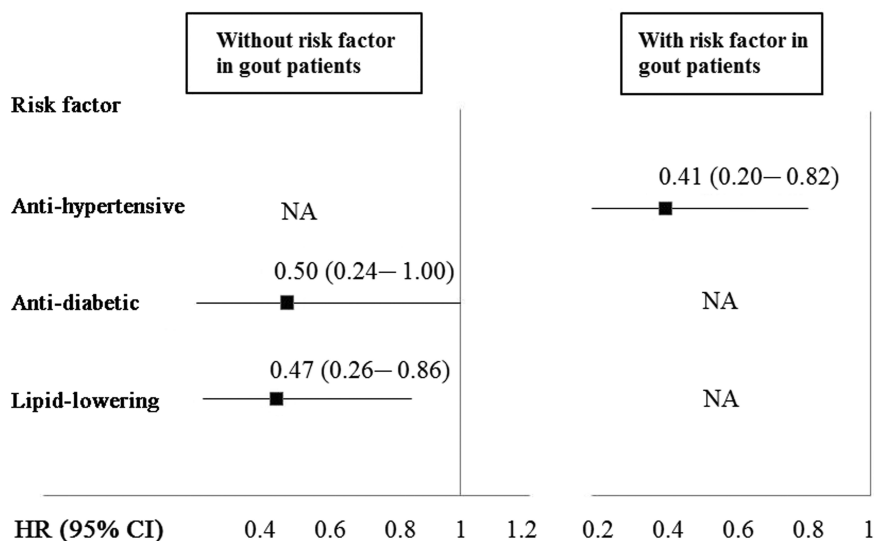 Without risk factor
in gout patients
With risk factor in
gout patients
Risk factor
0.41 (0.20—0.82)
Anti-hypertensive
NA
0.50 (0.24—1.00)
Anti-diabetic
NA
0.47 (0.26—0.86)
Lipid-lowering
NA
HR (95% CI) 0.4 0.6 0.8 1 1.2 0.2 0.4 0.6 0.8 1